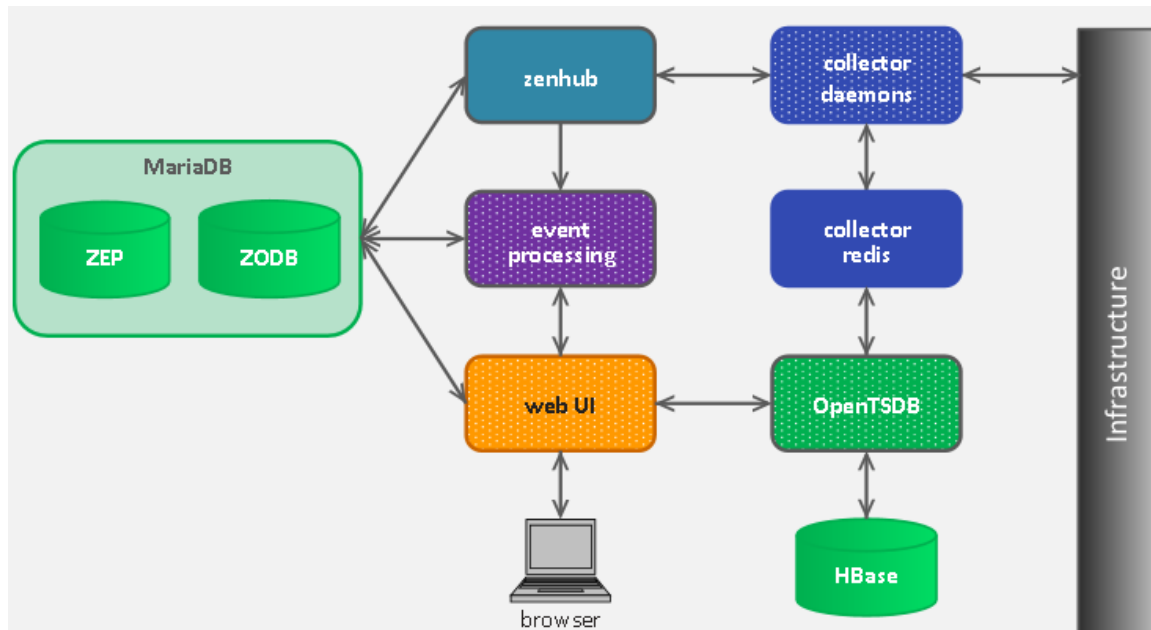 MariaDB
ZEP
ZODB
zenhub
event
processing
web UI
browser
collector
daemons
collector
redis
OpenTSDB
HBase
Infrastructure